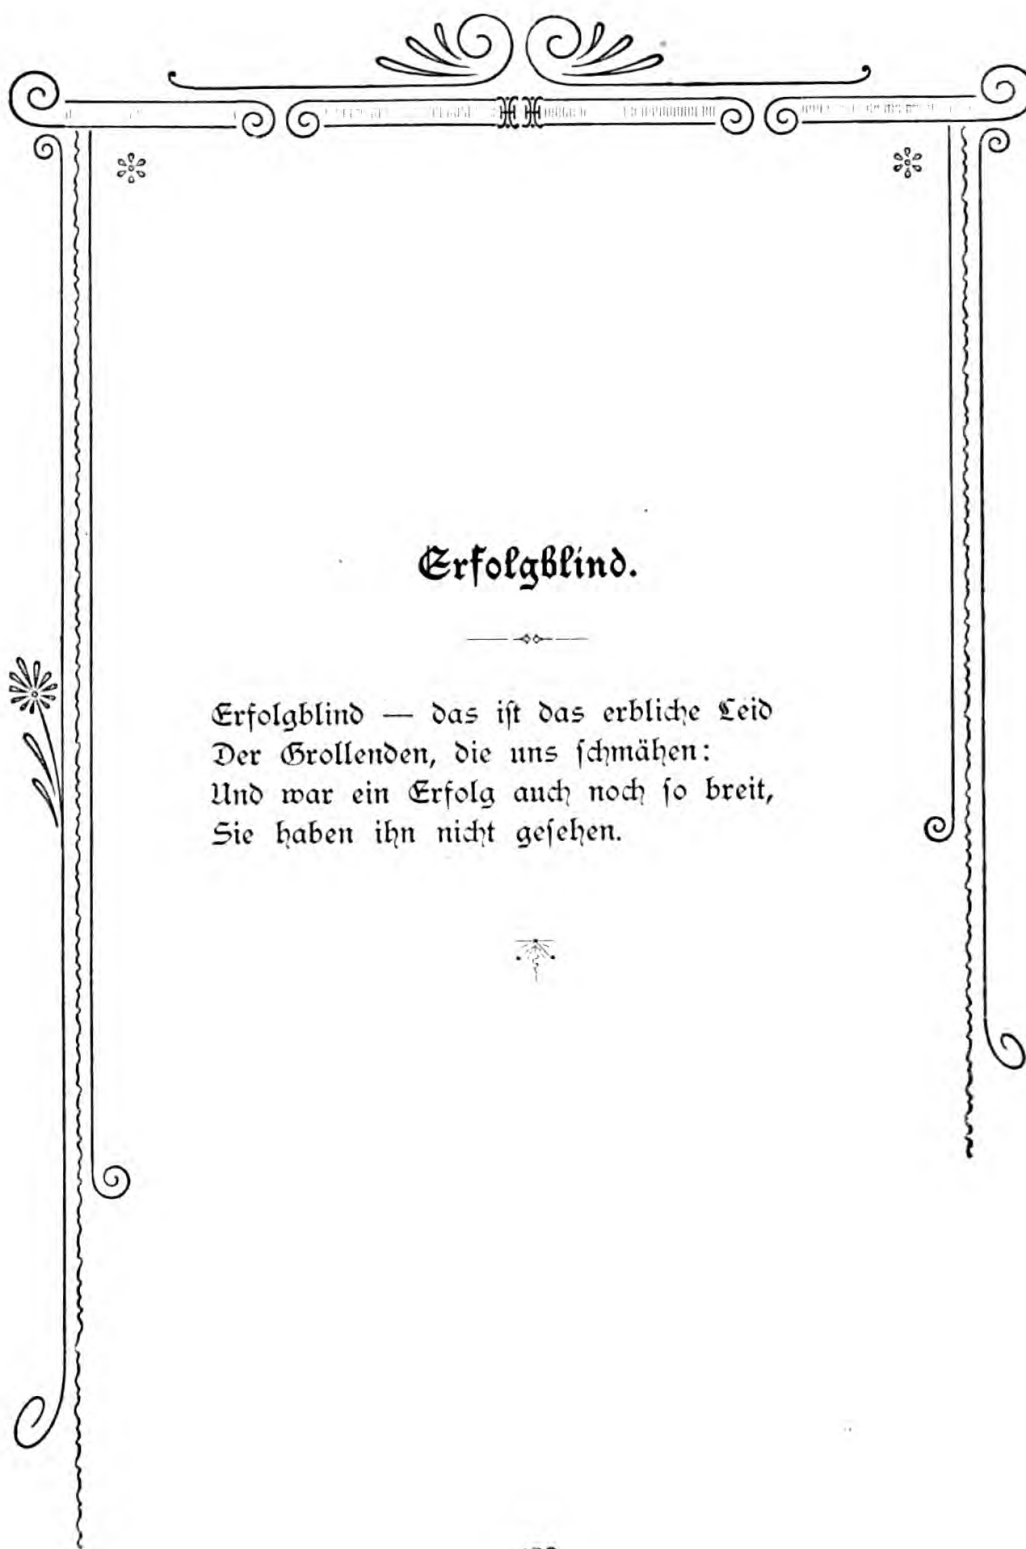 Erfolgblind.
Erfolgblind — das ist das erbliche Leid
Der Grollenden, die uns schmähen:
Und war ein Erfolg auch noch so breit,
Sie haben ihn nicht gesehen.